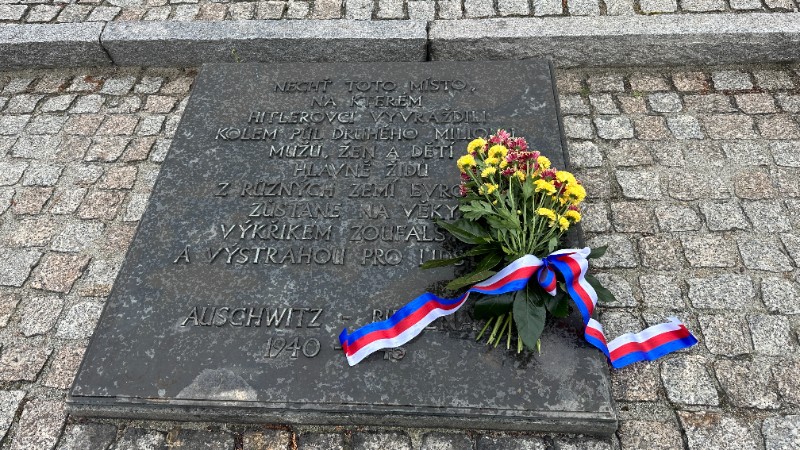 NECHŤ TOTO MÍSTO,
NA KTERÉM
HITLEROVCI VYVRAŽDILI
KOLEM PŮL DRUHÉHO
MUŽŮ, ŽEN A DĚTÍ
HLAVNĚ ŽIDŮ
Z RŮZNÝCH ZEMÍ
ZŮSTANE NA VĚKY
VÝKŘIKEM
A VÝSTRAHOU PRO
AUSCHWITZ -
1940 -